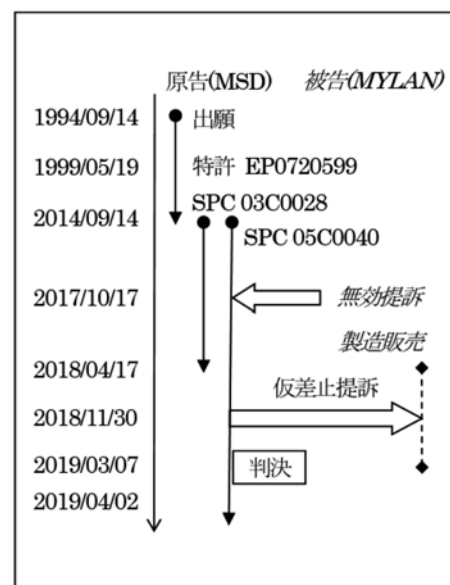 原告(MSD) 被告(MYLAN)
1994/09/14 出願
1999/05/19 特許 EP0720599
SPC 03C0028
2014/09/14
SPC 05C0040
2017/10/17 無効提訴
製造販売
2018/04/17
仮差止提訴
2018/11/30
2019/03/07 判決
2019/04/02